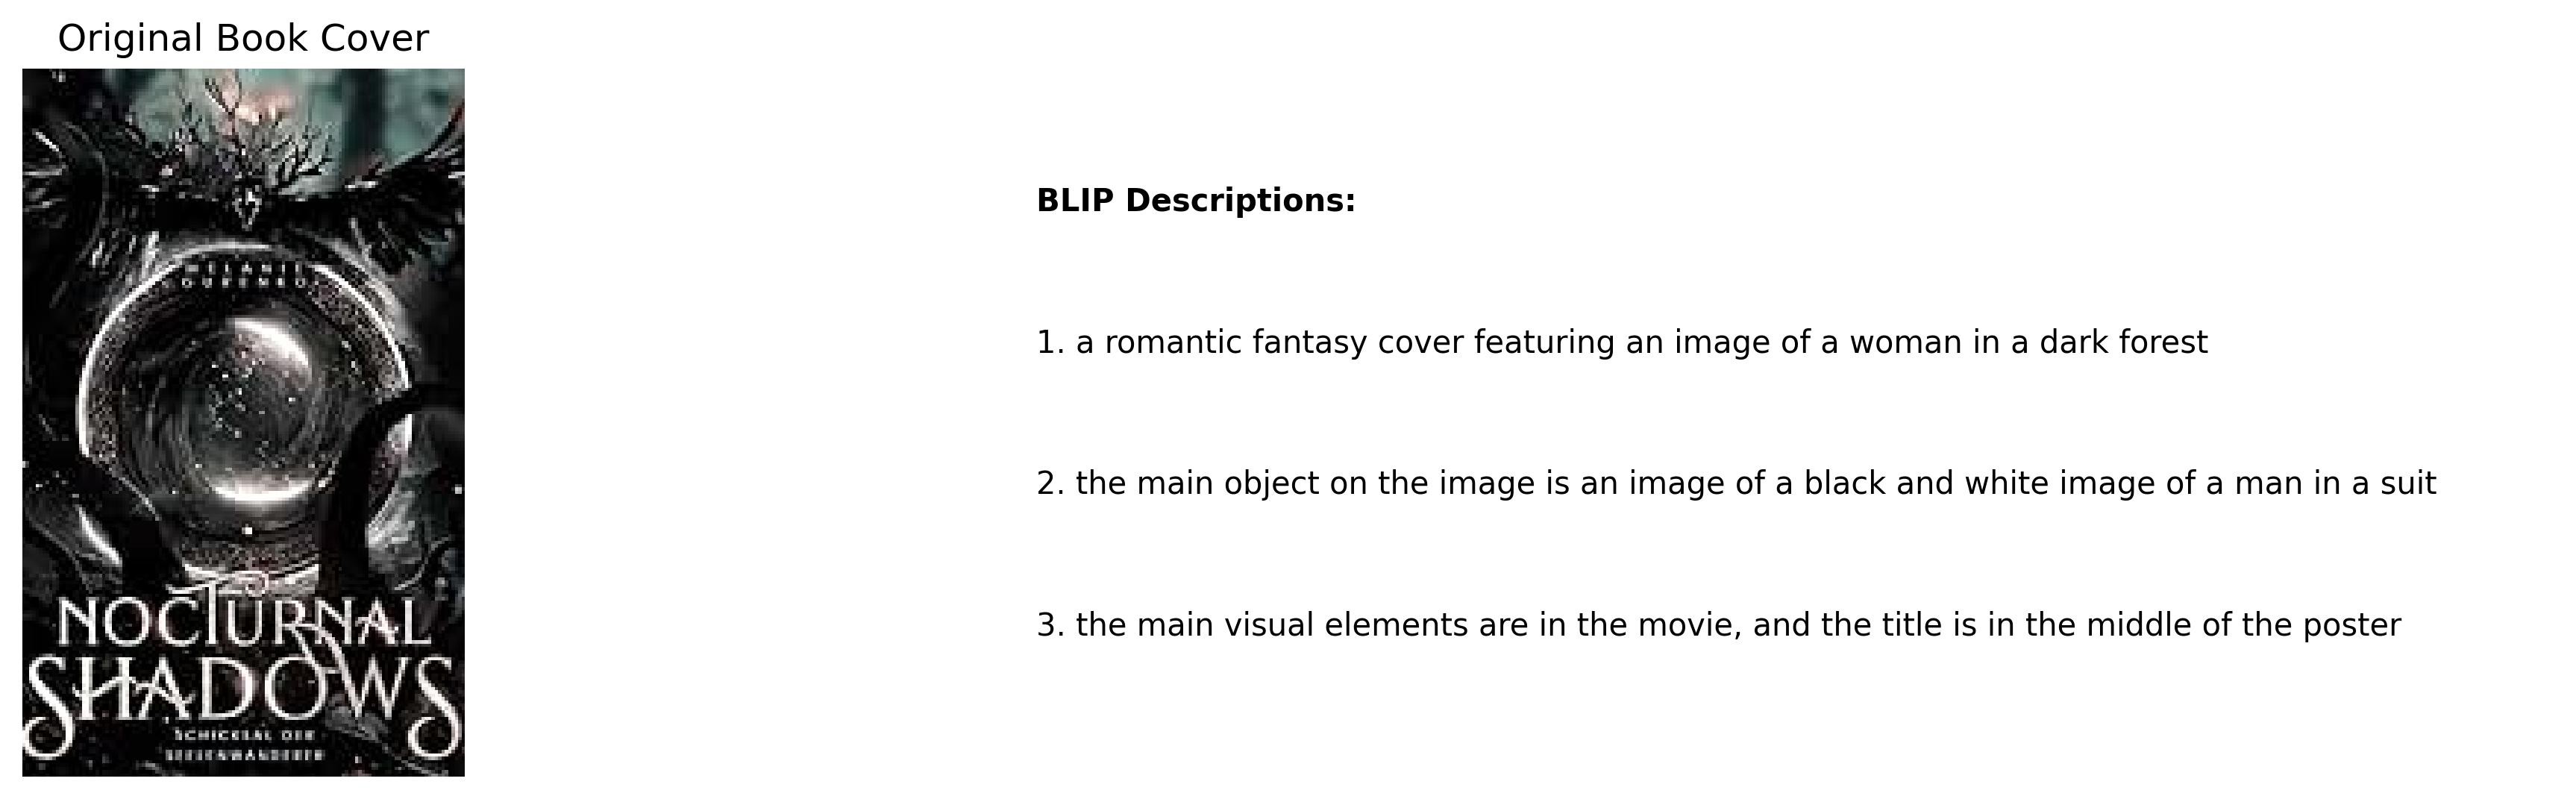 Original Book Cover
MELANIE
LOURENKO
NOCTURNAL
SHADOWS
SCHICKSAL DER
SEELENWANDERER
BLIP Descriptions:
1. a romantic fantasy cover featuring an image of a woman in a dark forest
2. the main object on the image is an image of a black and white image of a man in a suit
3. the main visual elements are in the movie, and the title is in the middle of the poster